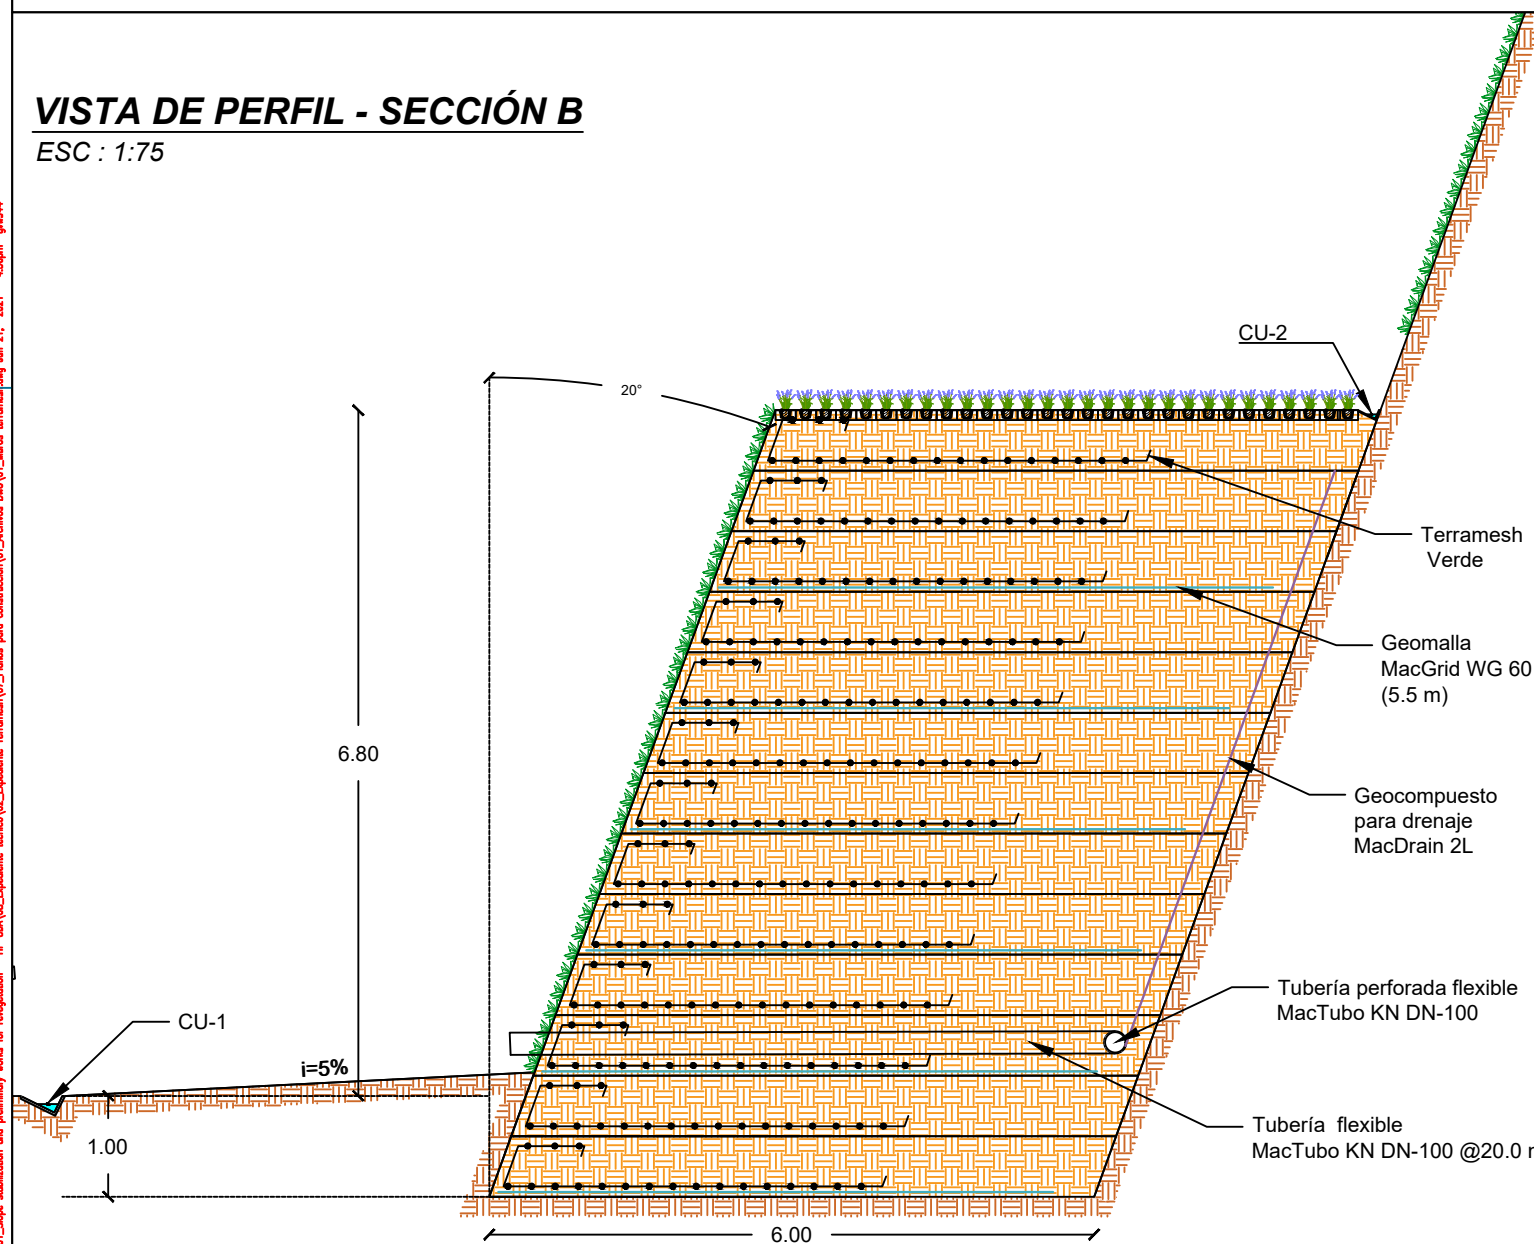 VISTA DE PERFIL - SECCIÓN B
ESC : 1:75
20°
CU-2
Terramesh
Verde
Geomalla
MacGrid WG 60
(5.5 m)
6.80
Geocompuesto
para drenaje
MacDrain 2L
Tubería perforada flexible
MacTubo KN DN-100
CU-1
i=5%
Tubería flexible
MacTubo KN DN-100 @20.0
1.00
6.00